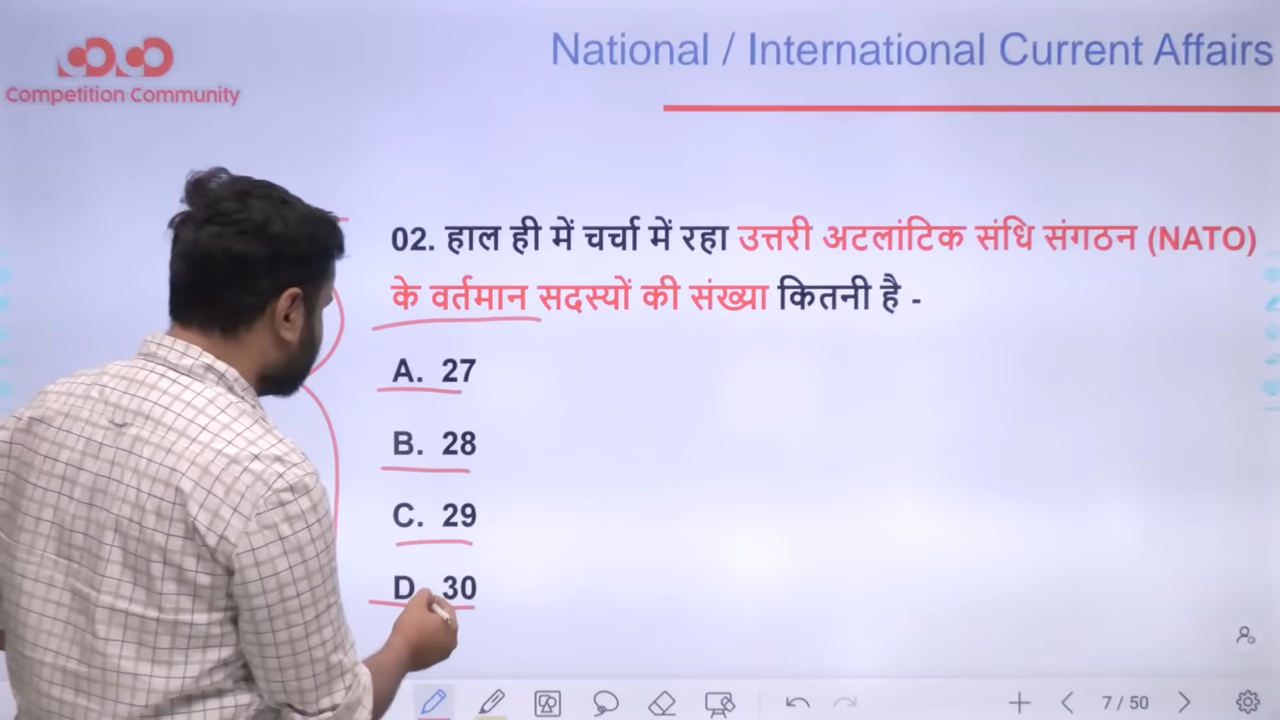 Competition Community
National / International Current Affairs
02. हाल ही में चर्चा में रहा उत्तरी अटलांटिक संधि संगठन (NATO)
के वर्तमान सदस्यों की संख्या कितनी है -
A. 27
B. 28
C. 29
D. 30
7 / 50